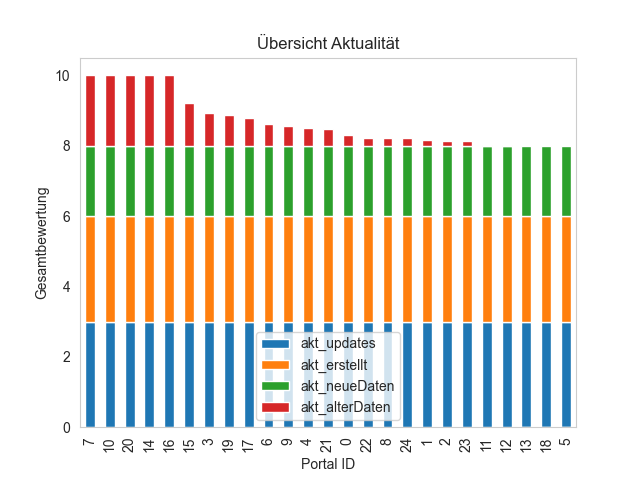 Übersicht Aktualität
Gesamtbewertung
10
8
6
4
2
0
akt_updates
akt_erstellt
akt_neueDaten
akt_alterDaten
7 10 20 14 16 15 3 19 17 6 9 4 21 0 22 8 24 1 2 23 11 12 13 18 5
Portal ID